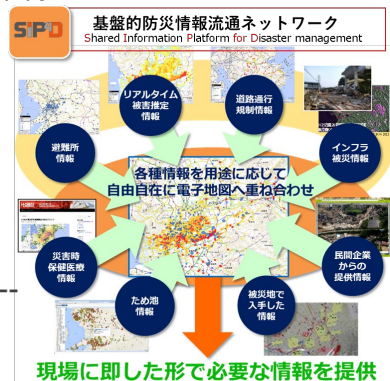 SIP4D
基盤的防災情報流通ネットワーク
Shared Information Platform for Disaster management
リアルタイム
被害推定
情報
道路通行
規制情報
避難所
情報
インフラ
被災情報
各種情報を用途に応じて
自由自在に電子地図へ重ね合わせ
災害時
保健医療
情報
民間企業
からの
提供情報
ため池
情報
被災地で
入手した
情報
現場に即した形で必要な情報を提供